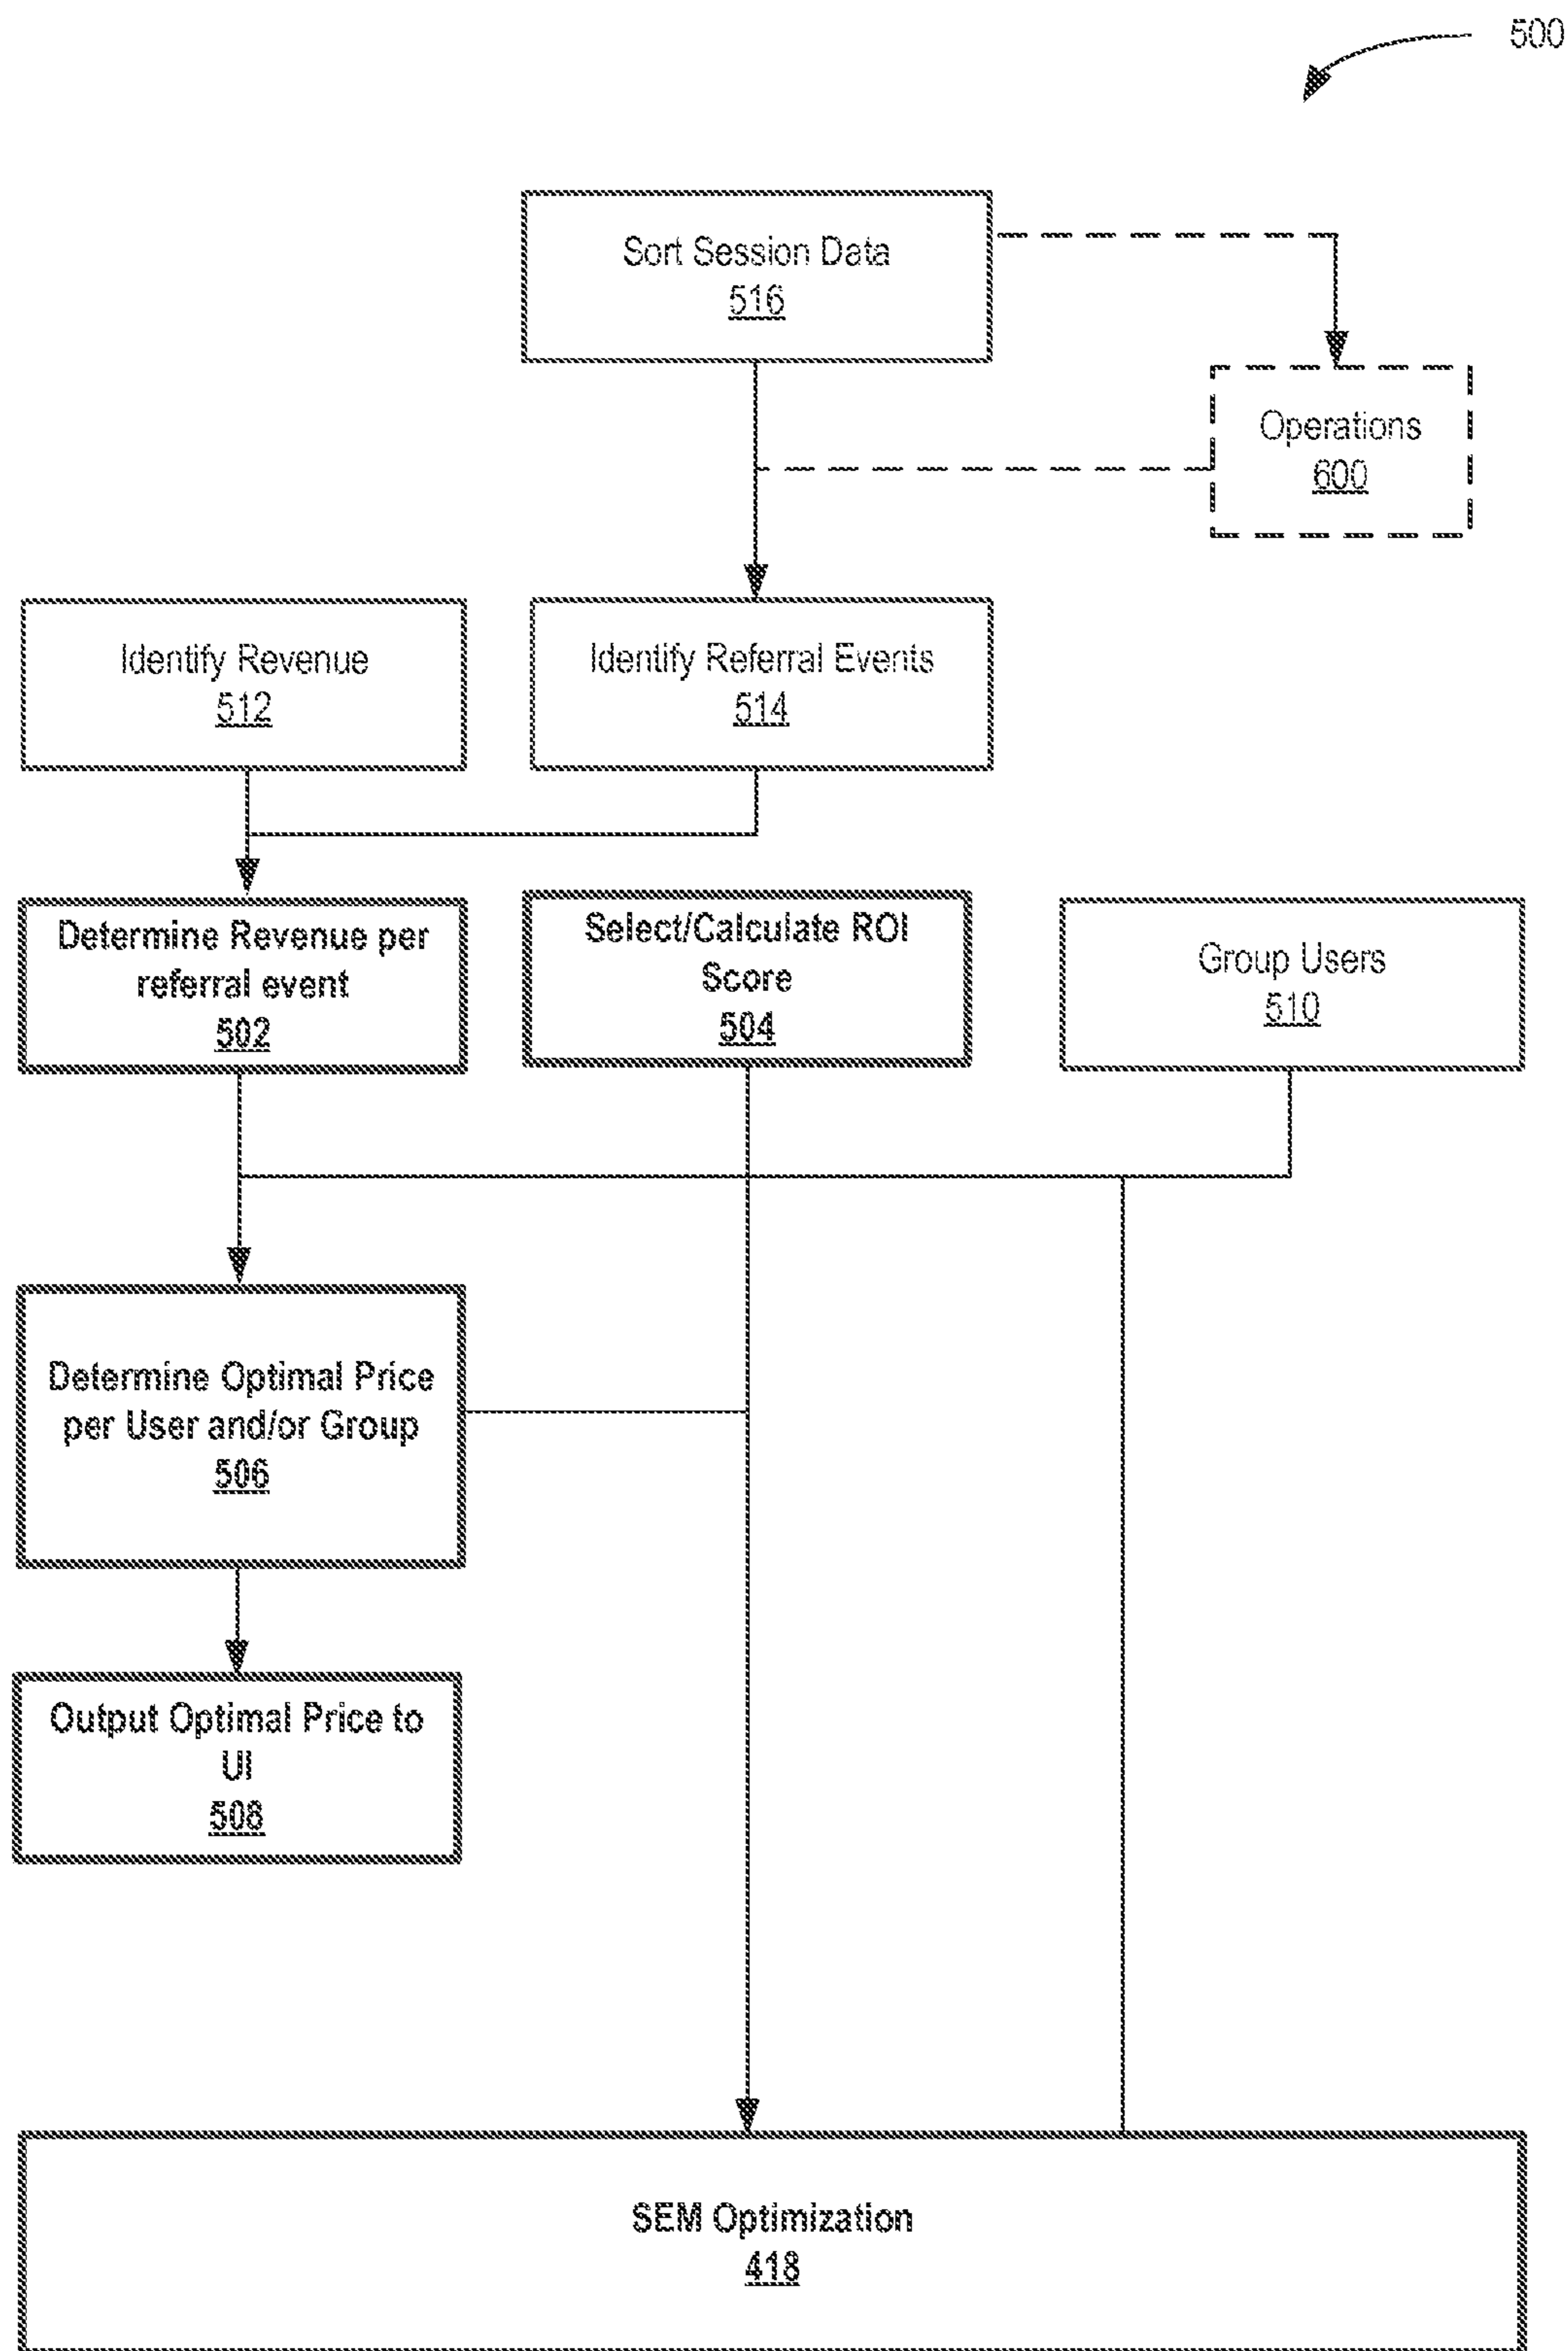 500
Sort Session Data
516
Operations
600
Identify Revenue
512
Identify Referral Events
514
Determine Revenue per
referral event
502
Select/Calculate ROI
Score
504
Group Users
510
Determine Optimal Price
per User and/or Group
506
Output Optimal Price to
UI
508
SEM Optimization
418